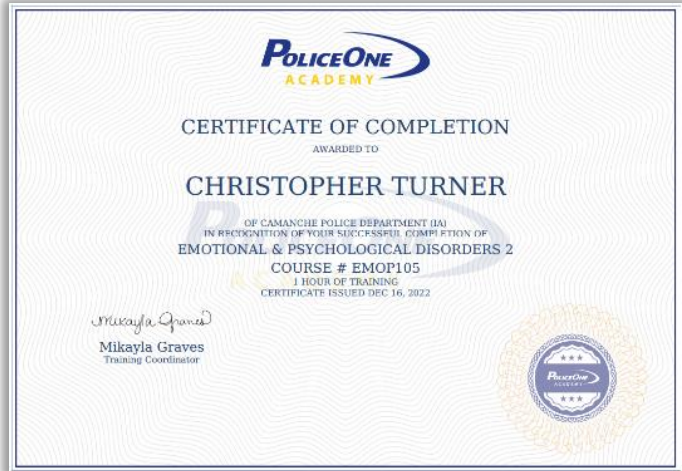 POLICEONE
ACADEMY
CERTIFICATE OF COMPLETION
AWARDED TO
CHRISTOPHER TURNER
OF CAMANCHE POLICE DEPARTMENT (IA)
IN RECOGNITION OF YOUR SUCCESSFUL COMPLETION OF
EMOTIONAL & PSYCHOLOGICAL DISORDERS 2
COURSE # EMOP105
1 HOUR OF TRAINING
CERTIFICATE ISSUED DEC 16, 2022
Mikayla Graves
Mikayla Graves
Training Coordinator
POLICEONE
ACADEMY